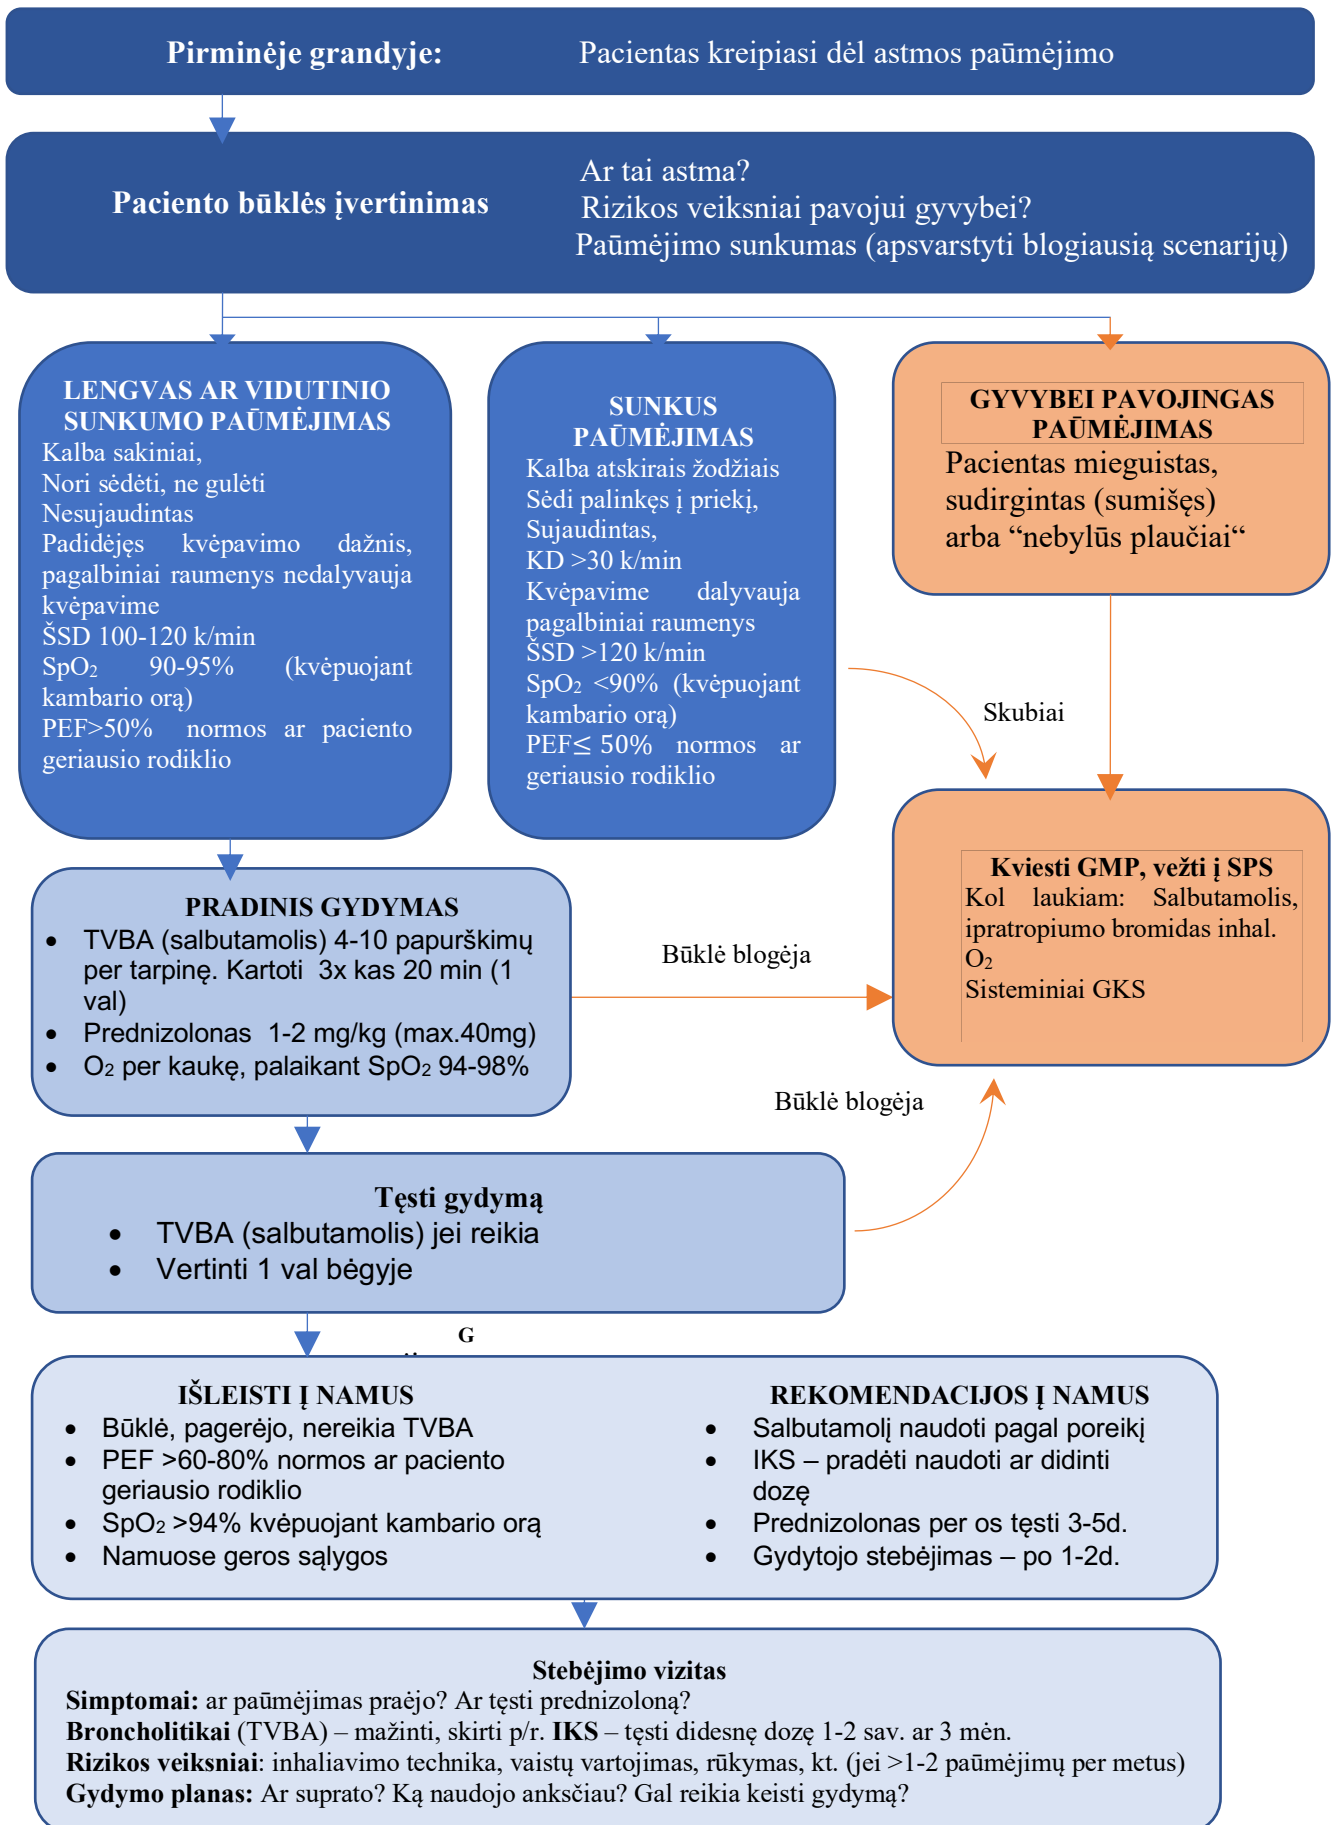 Pirminėje grandyje: Pacientas kreipiasi dėl astmos paūmėjimo
Paciento būklės įvertinimas
Ar tai astma?
Rizikos veiksniai pavojui gyvybei?
Paūmėjimo sunkumas (apsvarstyti blogiausią scenarijų)
LENGVAS AR VIDUTINIO
SUNKUMO PAŪMĖJIMAS
Kalba sakiniai,
Nori sėdėti, ne gulėti
Nesujaudintas
Padidėjęs kvėpavimo dažnis,
pagalbiniai raumenys nedalyvauja
kvėpavime
ŠSD 100-120 k/min
SpO₂ 90-95% (kvėpuojant
kambario orą)
PEF>50% normos ar paciento
geriausio rodiklio
SUNKUS
PAŪMĖJIMAS
Kalba atskirais žodžiais
Sėdi palinkęs į priekį,
Sujaudintas,
KD >30 k/min
Kvėpavime dalyvauja
pagalbiniai raumenys
ŠSD >120 k/min
SpO₂ <90% (kvėpuojant
kambario orą)
PEF≤ 50% normos ar
geriausio rodiklio
GYVYBEI PAVOJINGAS
PAŪMĖJIMAS
Pacientas mieguistas,
sudirgintas (sumišęs)
arba “nebylūs plaučiai“
Skubiai
Kviesti GMP, vežti į SPS
Kol laukiam: Salbutamolis,
ipratropiumo bromidas inhal.
O₂
Sisteminiai GKS
PRADINIS GYDYMAS
• TVBA (salbutamolis) 4-10 papurškimų
per tarpinę. Kartoti 3x kas 20 min (1
val)
• Prednizolonas 1-2 mg/kg (max.40mg)
• O₂ per kaukę, palaikant SpO₂ 94-98%
Būklė blogėja
Būklė blogėja
Tęsti gydymą
• TVBA (salbutamolis) jei reikia
• Vertinti 1 val bėgyje
G
IŠLEISTI Į NAMUS
• Būklė, pagerėjo, nereikia TVBA
• PEF >60-80% normos ar paciento
geriausio rodiklio
• SpO₂ >94% kvėpuojant kambario orą
• Namuose geros sąlygos
REKOMENDACIJOS Į NAMUS
• Salbutamolį naudoti pagal poreikį
• IKS – pradėti naudoti ar didinti
dozę
• Prednizolonas per os tęsti 3-5d.
• Gydytojo stebėjimas – po 1-2d.
Stebėjimo vizitas
Simptomai: ar paūmėjimas praėjo? Ar tęsti prednizoloną?
Broncholitikai (TVBA) – mažinti, skirti p/r. IKS – tęsti didesnę dozę 1-2 sav. ar 3 mėn.
Rizikos veiksniai: inhaliavimo technika, vaistų vartojimas, rūkymas, kt. (jei >1-2 paūmėjimų per metus)
Gydymo planas: Ar suprato? Ką naudojo anksčiau? Gal reikia keisti gydymą?